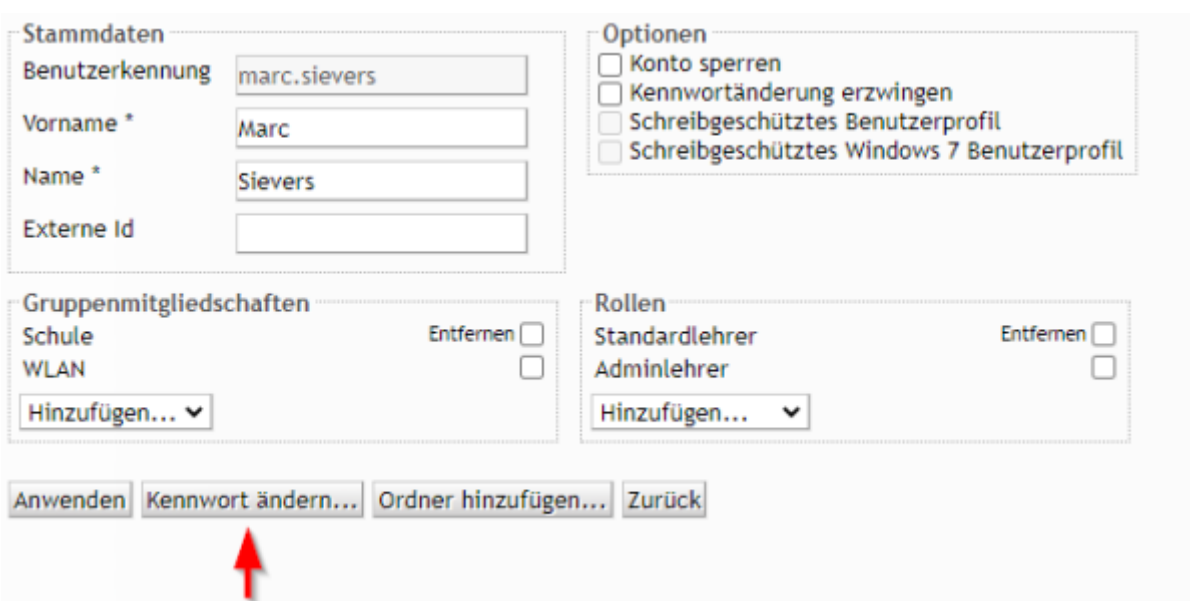 Stammdaten
Benutzerkennung marc.sievers
Vorname * Marc
Name * Sievers
Externe Id
Optionen
Konto sperren
Kennwortänderung erzwingen
Schreibgeschütztes Benutzerprofil
Schreibgeschütztes Windows 7 Benutzerprofil
Gruppenmitgliedschaften
Schule Entfernen
WLAN
Hinzufügen...
Rollen
Standardlehrer Entfernen
Adminlehrer
Hinzufügen...
Anwenden Kennwort ändern... Ordner hinzufügen... Zurück